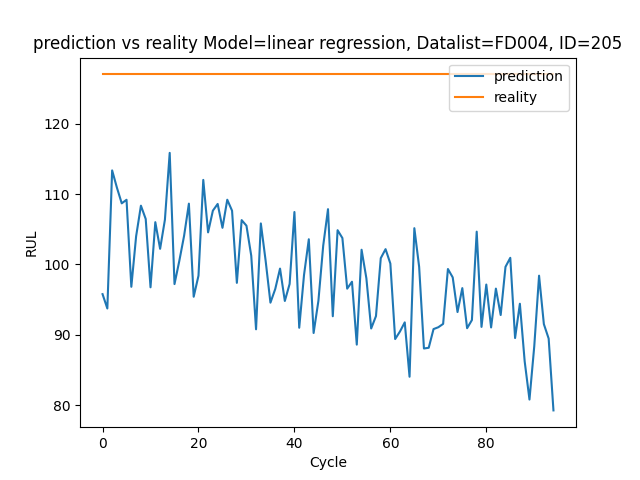 prediction vs reality Model=linear regression, Datalist=FD004, ID=205
prediction
reality
RUL
120
110
100
90
80
0 20 40 60 80
Cycle